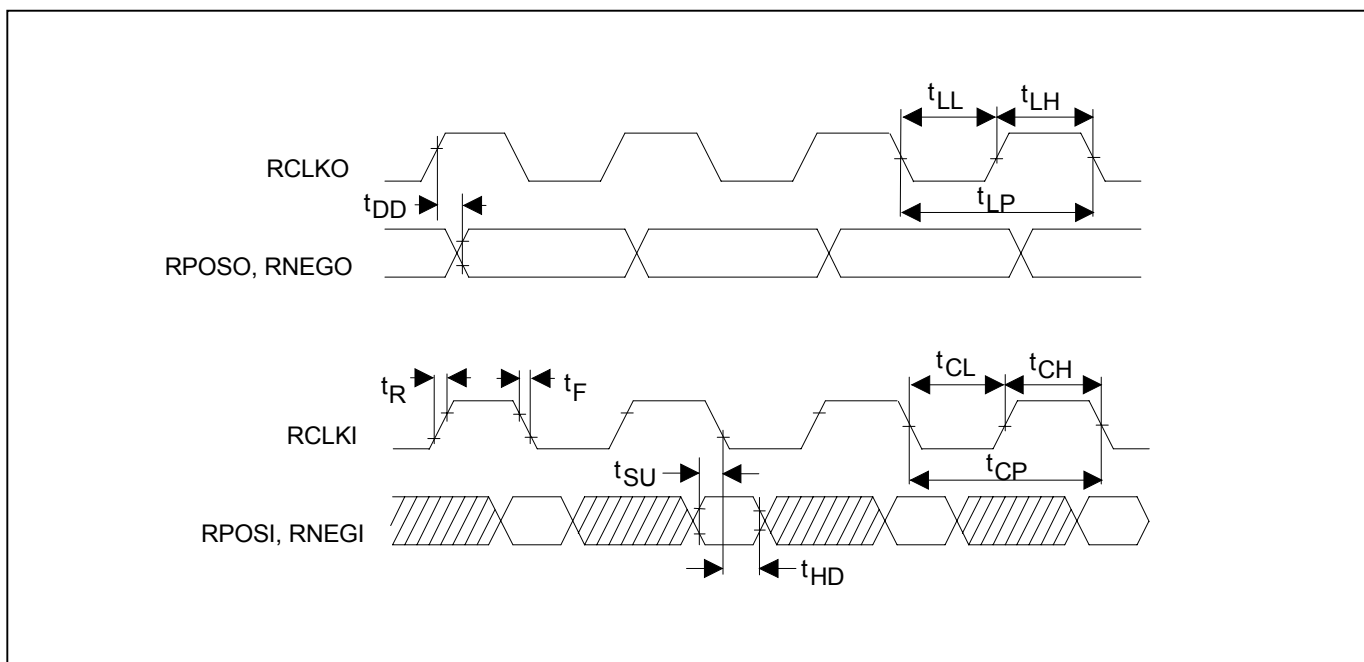 tLL
tLH
RCLKO
tDD
tLP
RPOSO, RNEGO
tCL
tCH
tR
tF
RCLKI
tSU
tCP
RPOSI, RNEGI
tHD